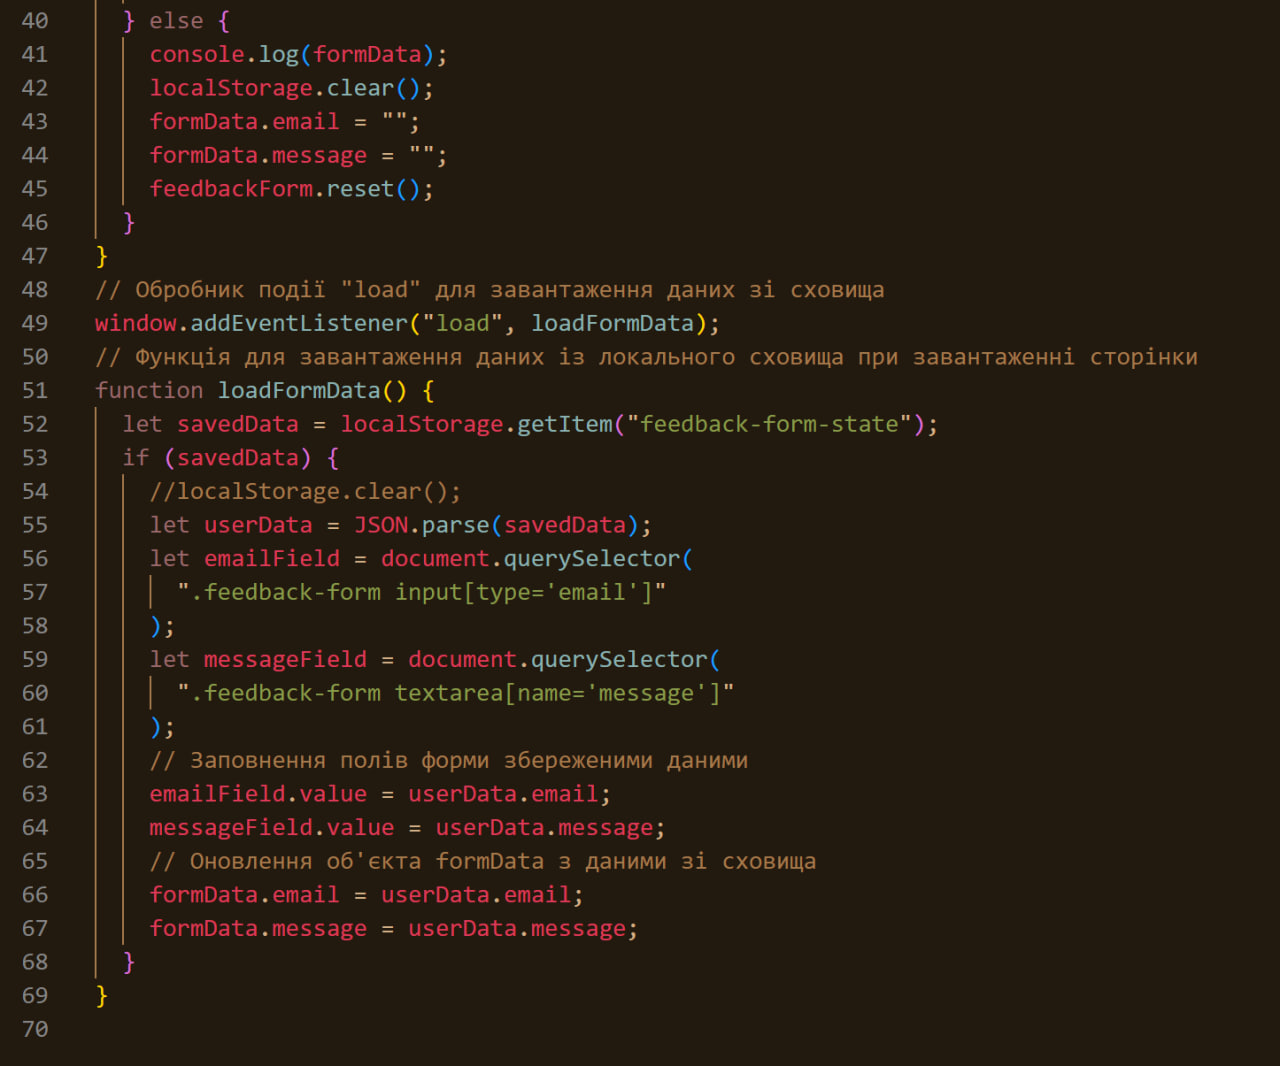 40 } else {
41 console.log(formData);
42 localStorage.clear();
43 formData.email = "";
44 formData.message = "";
45 feedbackForm.reset();
46 }
47 }
48 // Обробник події "load" для завантаження даних зі сховища
49 window.addEventListener("load", loadFormData);
50 // Функція для завантаження даних із локального сховища при завантаженні сторінки
51 function loadFormData() {
52 let savedData = localStorage.getItem("feedback-form-state");
53 if (savedData) {
54 //localStorage.clear();
55 let userData = JSON.parse(savedData);
56 let emailField = document.querySelector(
57 ".feedback-form input[type='email']"
58 );
59 let messageField = document.querySelector(
60 ".feedback-form textarea[name='message']"
61 );
62 // Заповнення полів форми збереженими даними
63 emailField.value = userData.email;
64 messageField.value = userData.message;
65 // Оновлення об'єкта formData з даними зі сховища
66 formData.email = userData.email;
67 formData.message = userData.message;
68 }
69 }
70